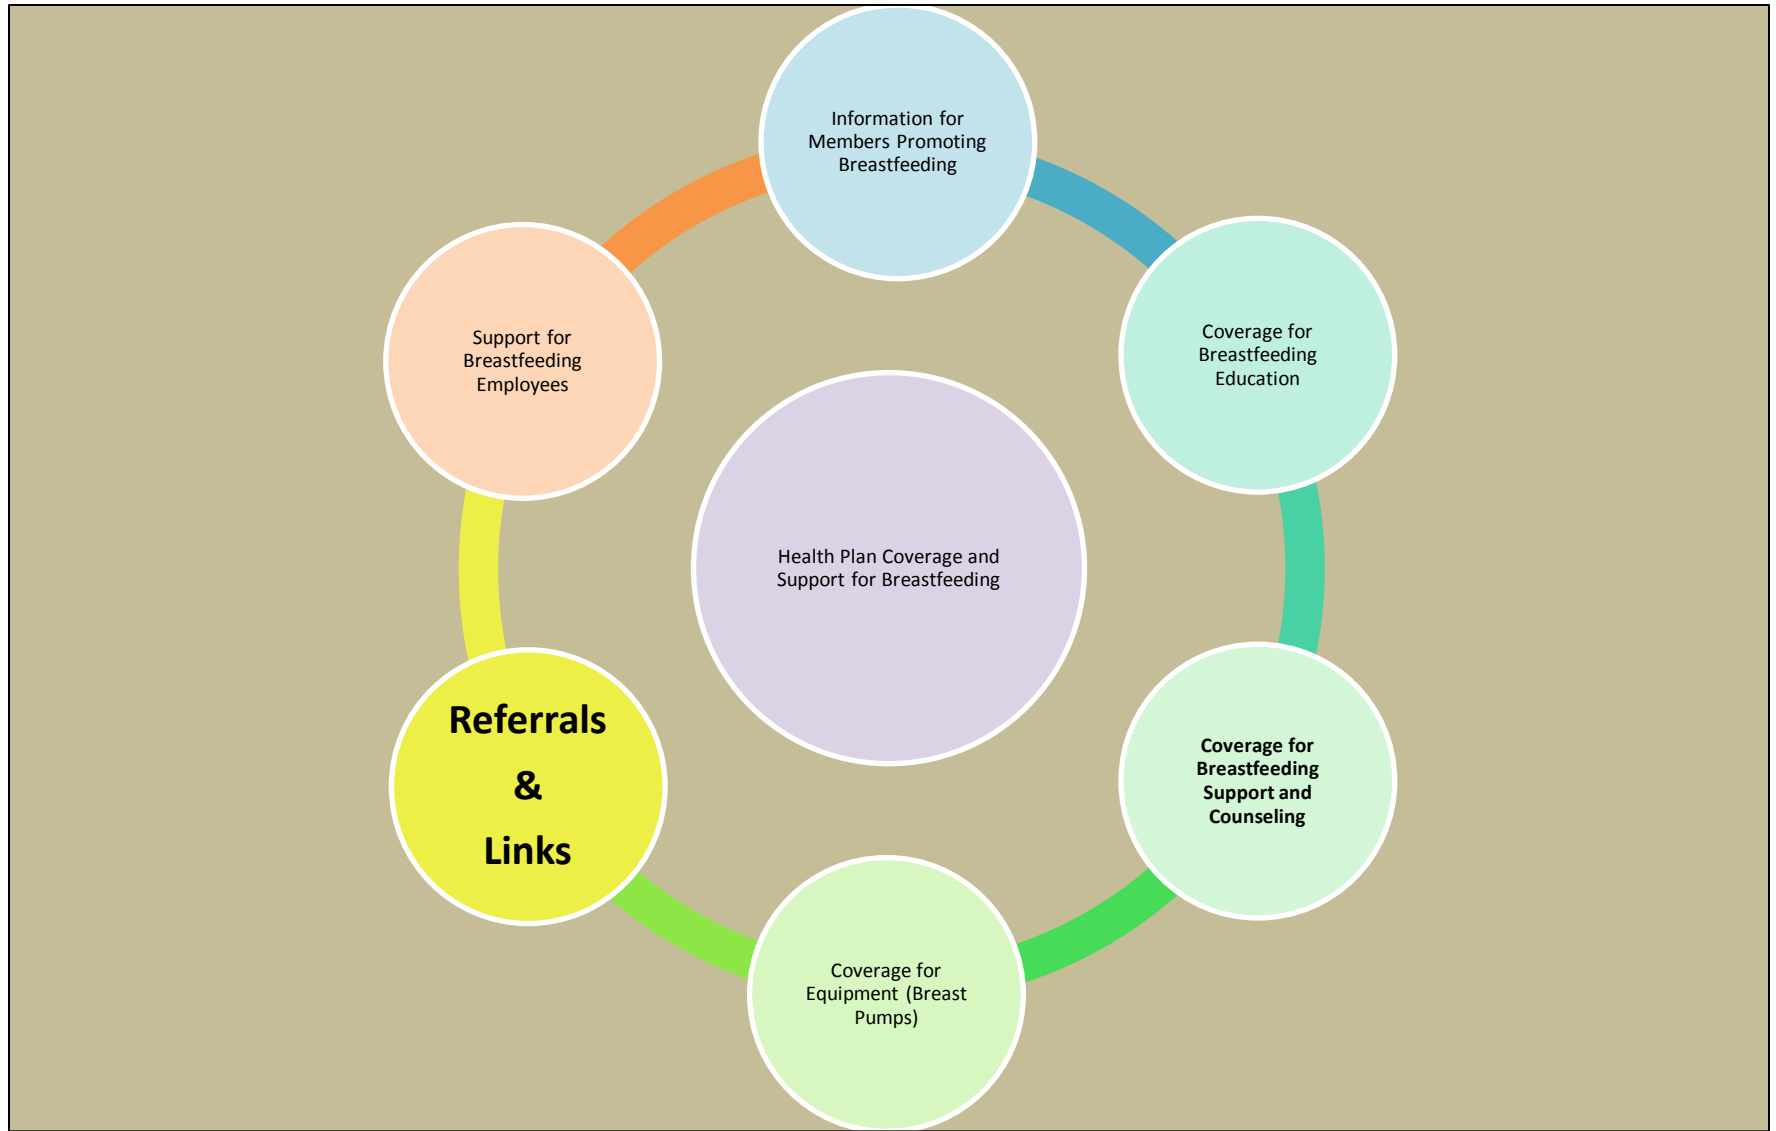 Information for
Members Promoting
Breastfeeding
Coverage for
Breastfeeding
Education
Coverage for
Breastfeeding
Support and
Counseling
Coverage for
Equipment (Breast
Pumps)
Referrals
&
Links
Support for
Breastfeeding
Employees
Health Plan Coverage and
Support for Breastfeeding